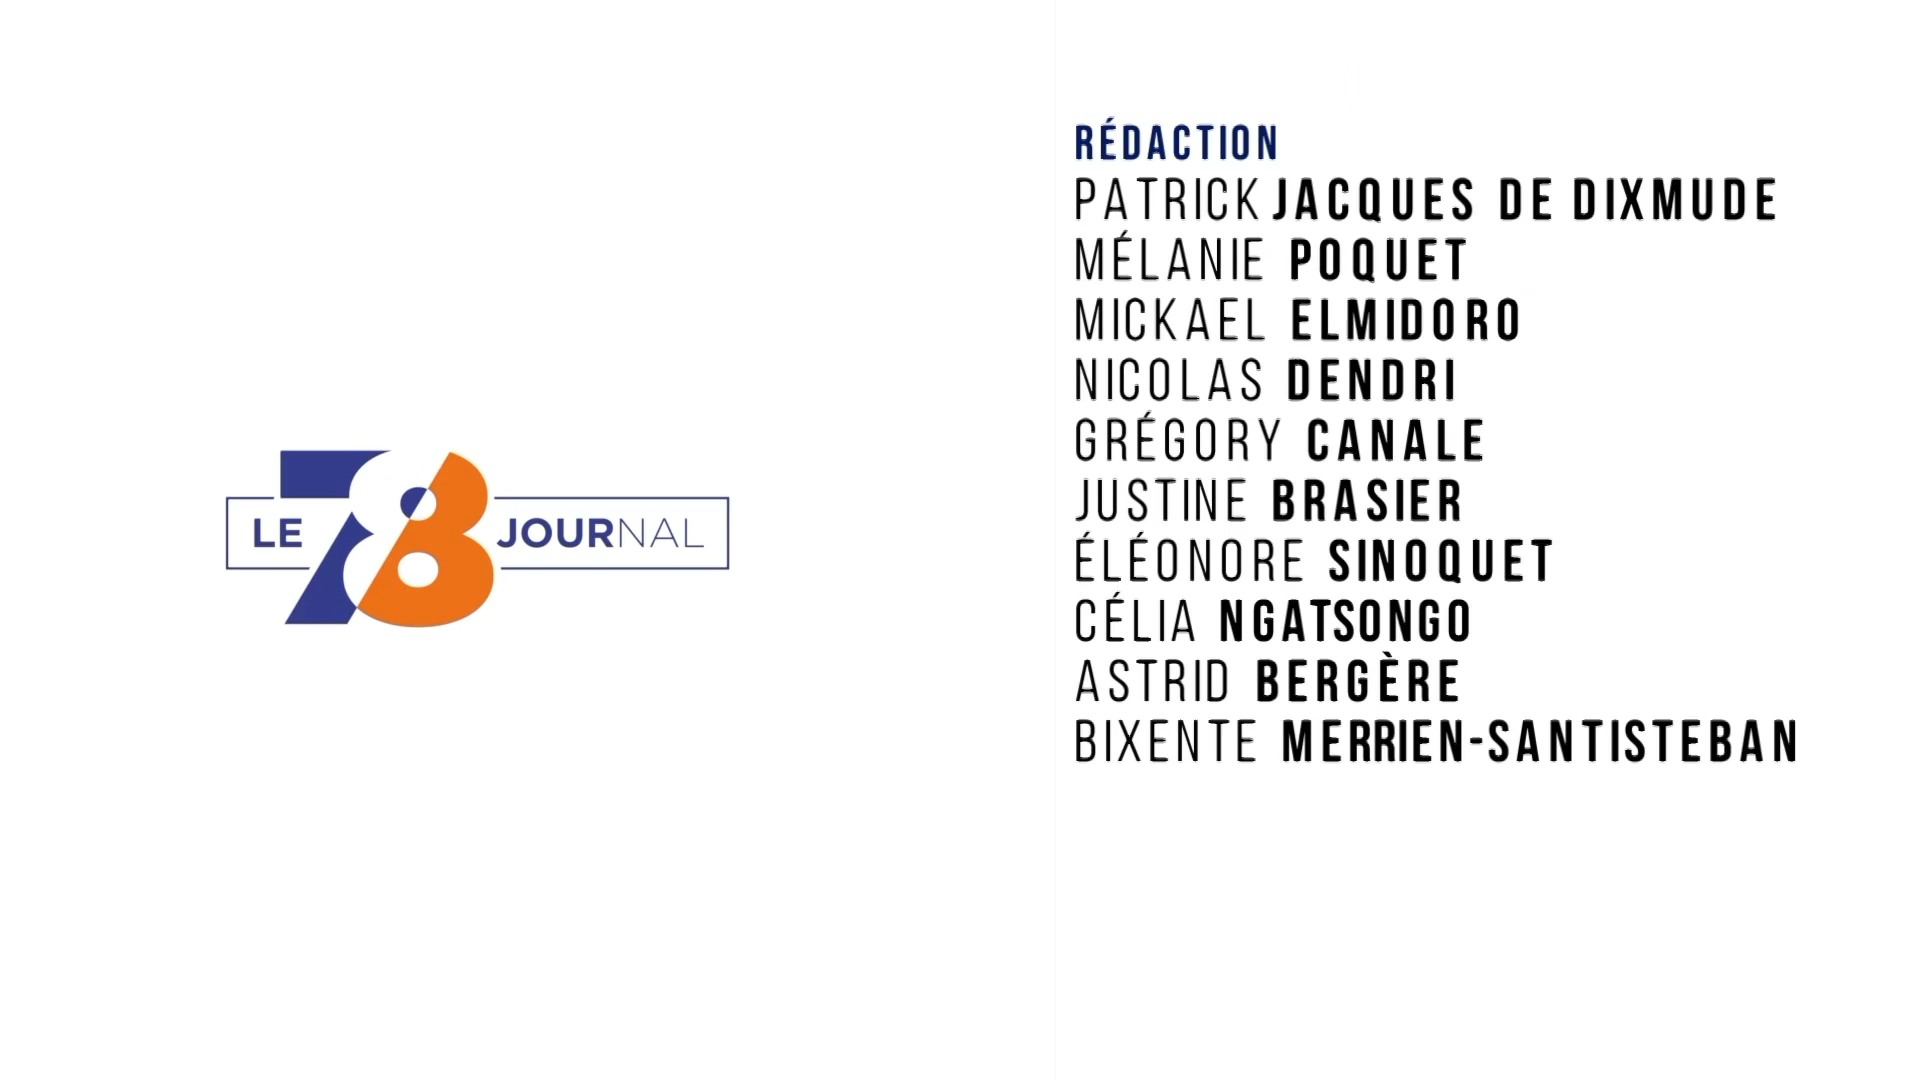 LE 78 JOURNAL
RÉDACTION
PATRICK JACQUES DE DIXMUDE
MÉLANIE POQUET
MICKAEL ELMIDORO
NICOLAS DENDRI
GRÉGORY CANALE
JUSTINE BRASIER
ÉLÉONORE SINOQUET
CÉLIA NGATSONGO
ASTRID BERGÈRE
BIXENTE MERRIEN-SANTISTEBAN